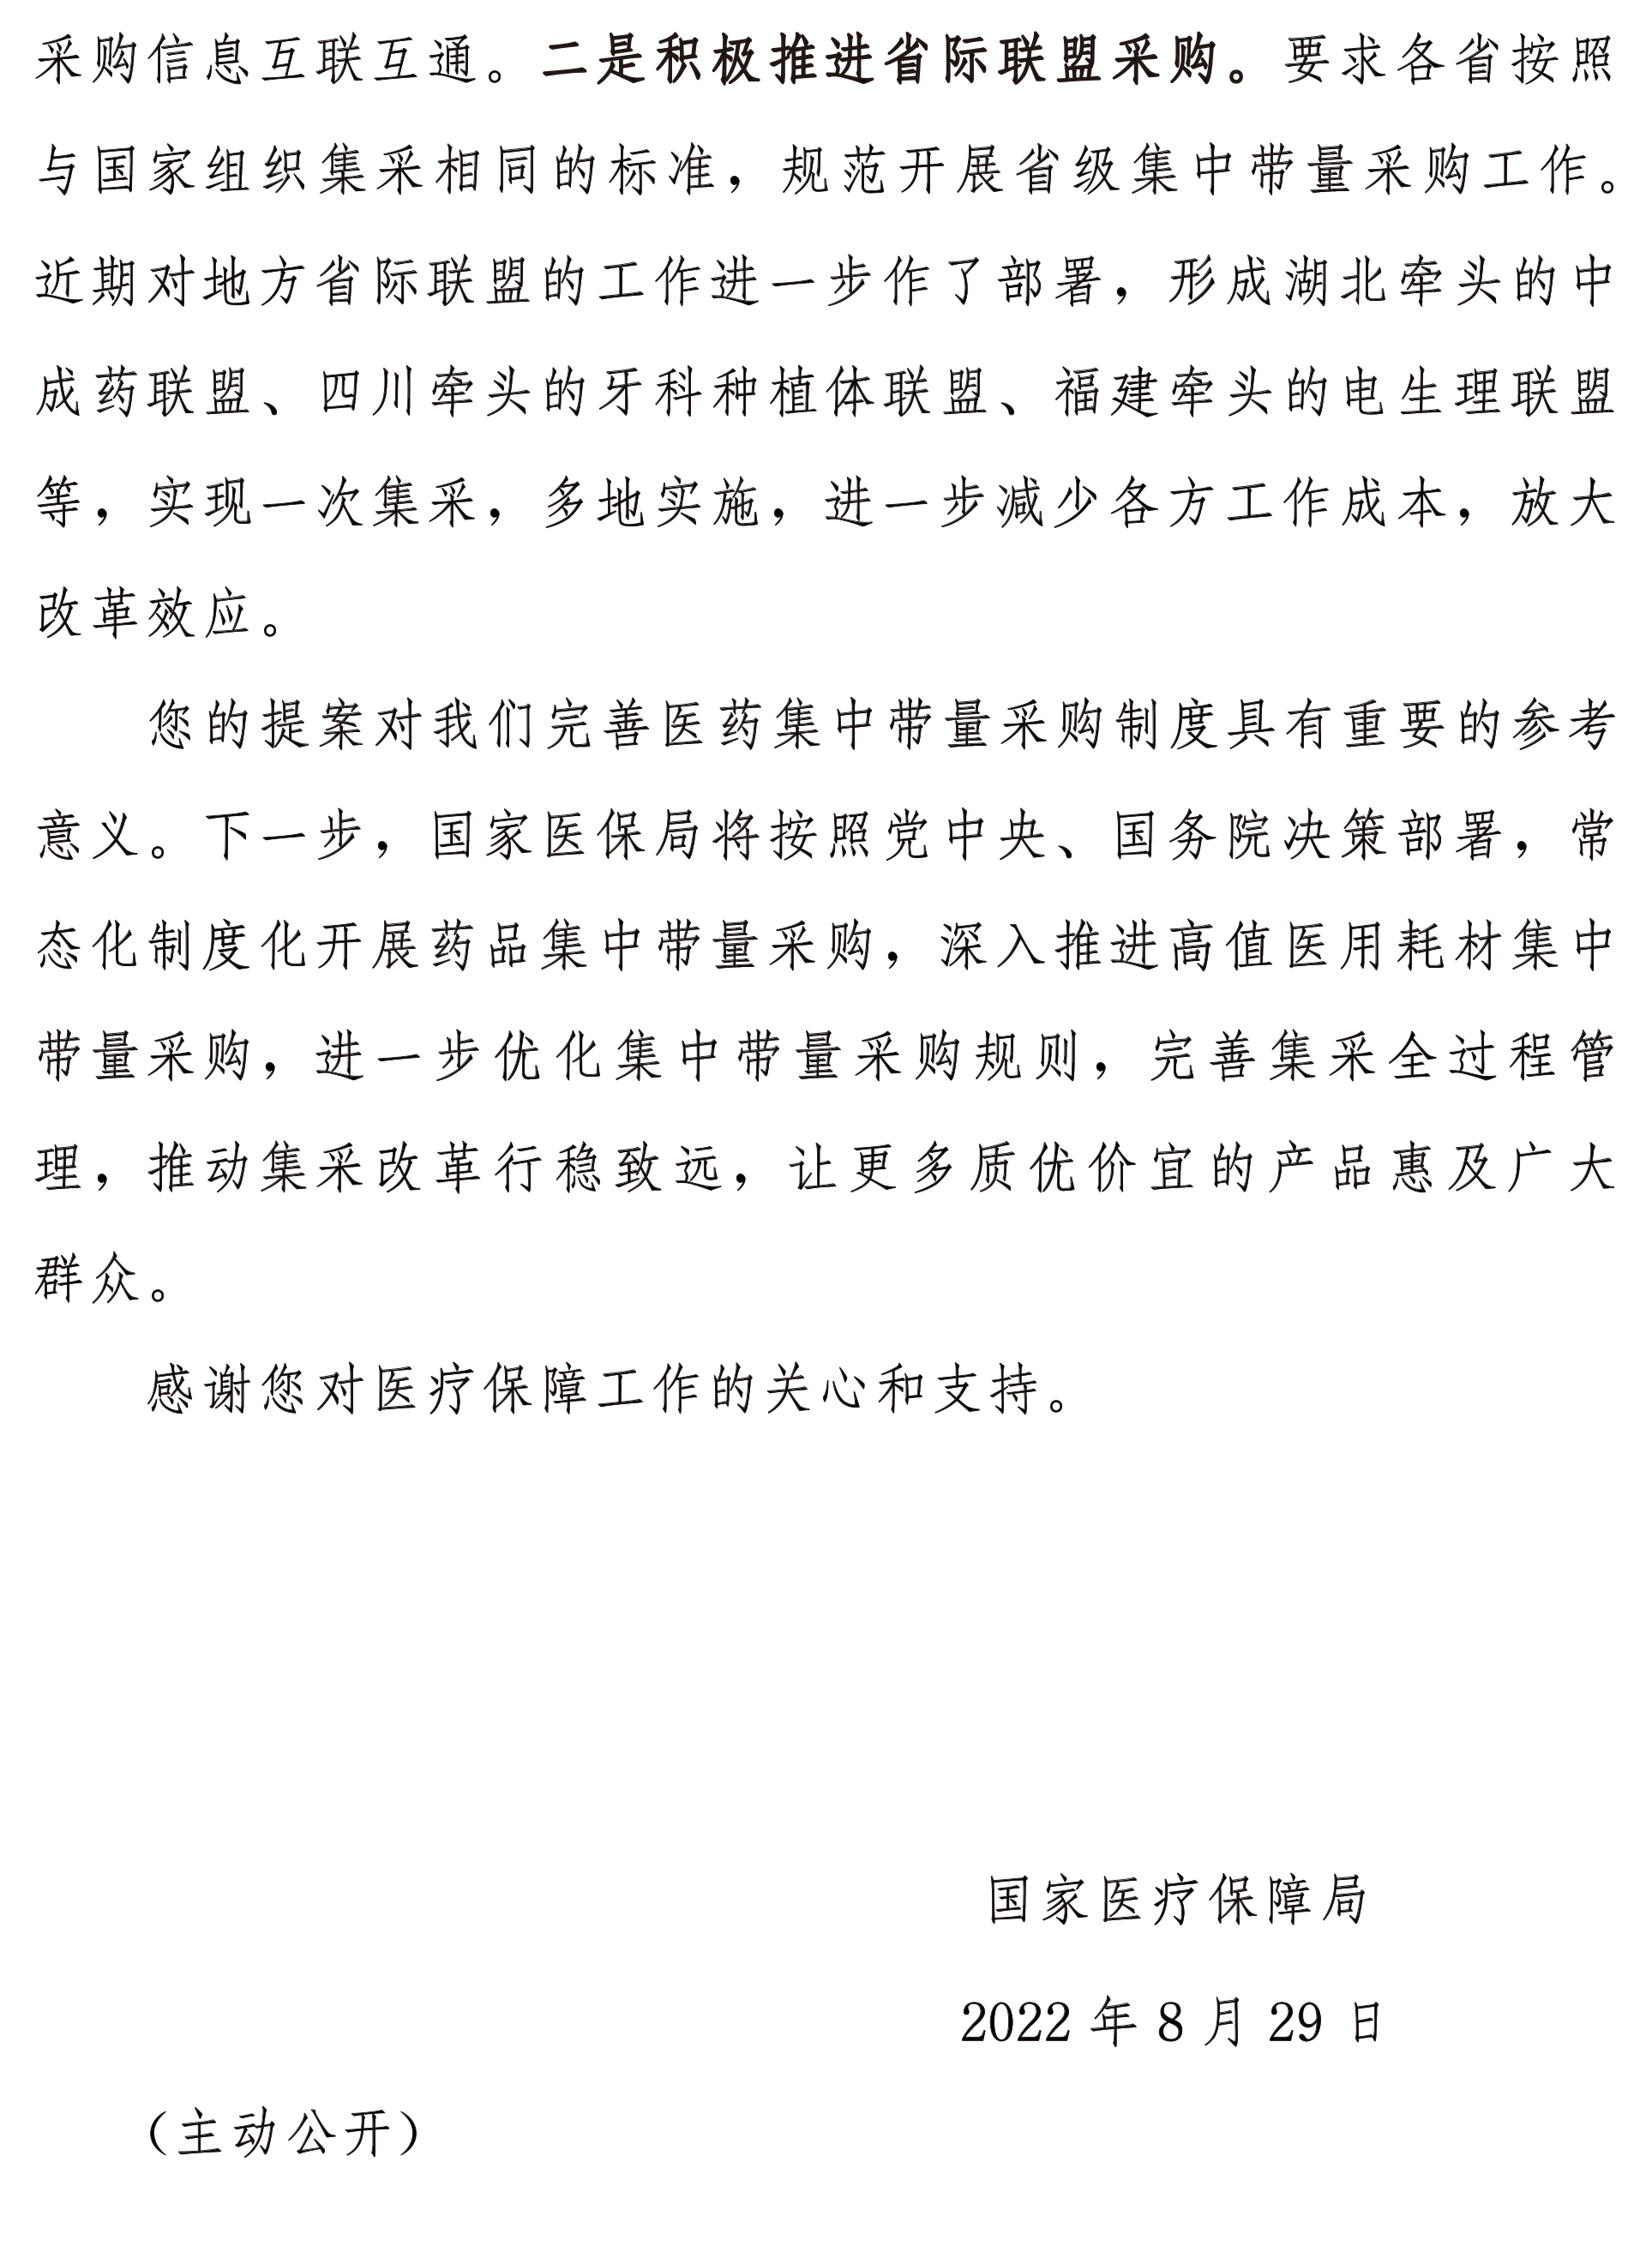 采购信息互联互通。二是积极推进省际联盟采购。要求各省按照
与国家组织集采相同的标准，规范开展省级集中带量采购工作。
近期对地方省际联盟的工作进一步作了部署，形成湖北牵头的中
成药联盟、四川牵头的牙科种植体联盟、福建牵头的电生理联盟
等，实现一次集采，多地实施，进一步减少各方工作成本，放大
改革效应。
您的提案对我们完善医药集中带量采购制度具有重要的参考
意义。下一步，国家医保局将按照党中央、国务院决策部署，常
态化制度化开展药品集中带量采购，深入推进高值医用耗材集中
带量采购，进一步优化集中带量采购规则，完善集采全过程管
理，推动集采改革行稳致远，让更多质优价宜的产品惠及广大
群众。
感谢您对医疗保障工作的关心和支持。
国家医疗保障局
2022 年 8 月 29 日
（主动公开）